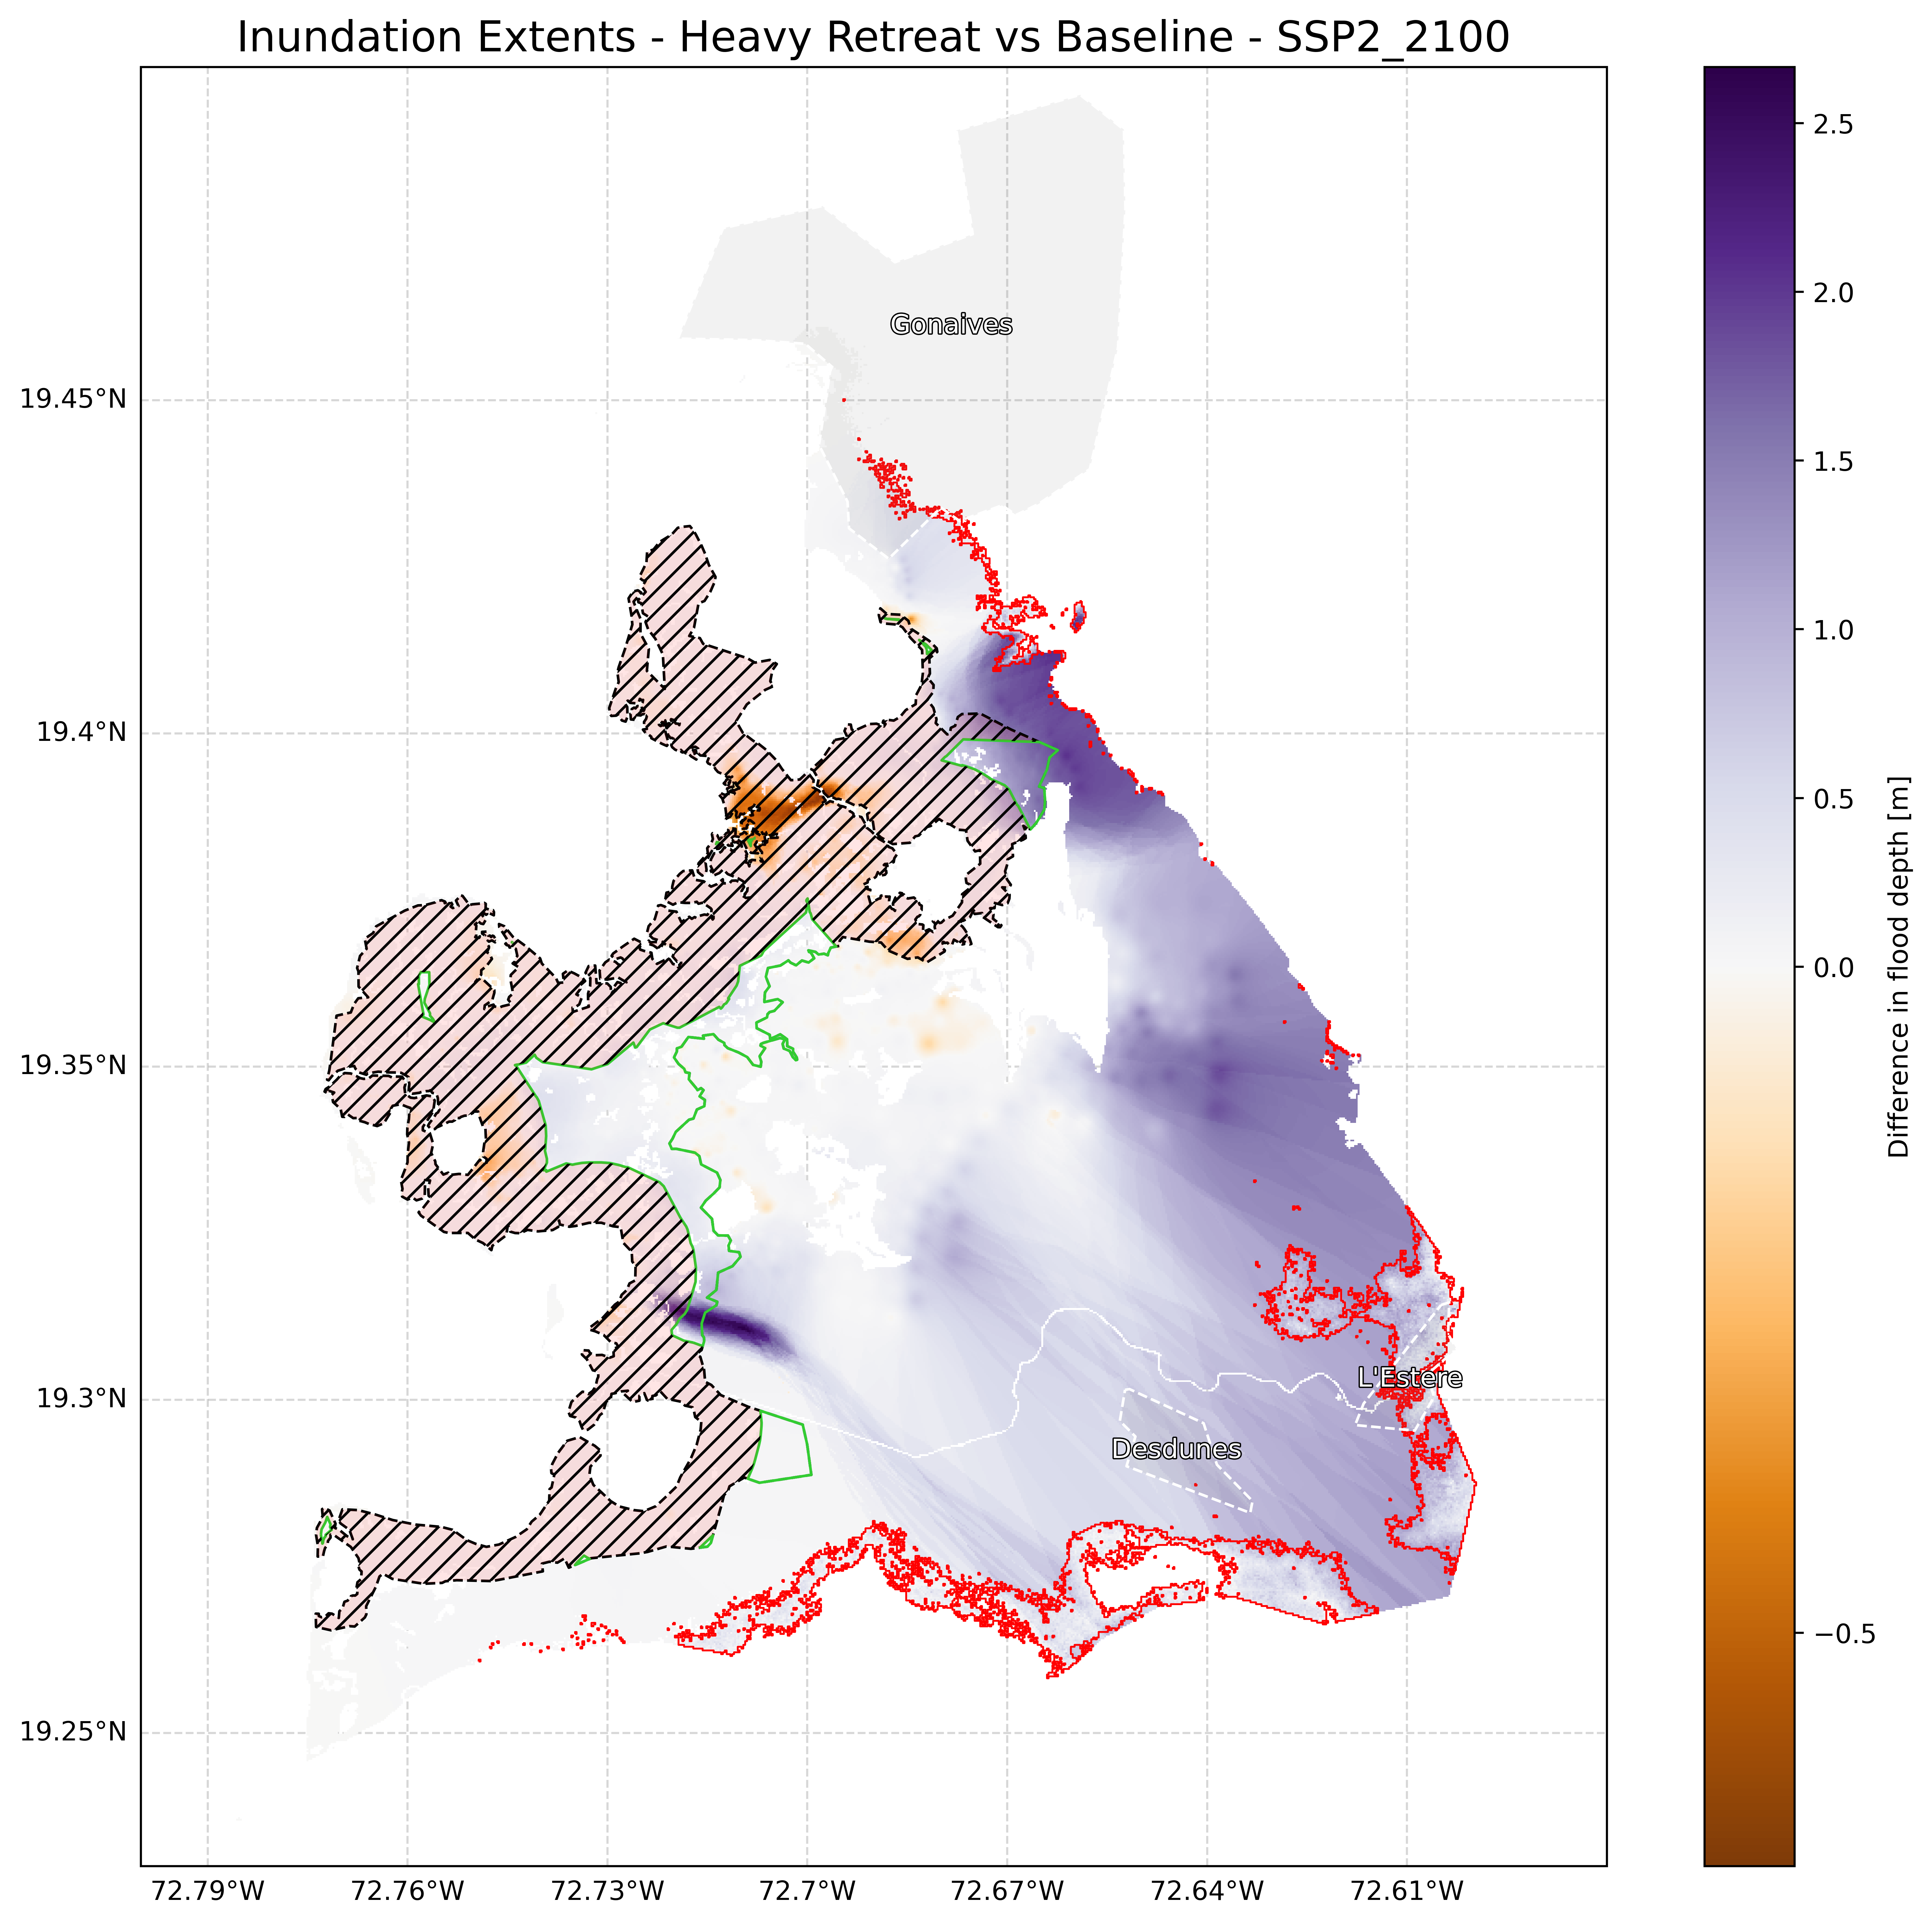 Inundation Extents - Heavy Retreat vs Baseline - SSP2_2100
2.5
2.0
1.5
1.0
0.5
0.0
−0.5
Difference in flood depth [m]
Gonaives
L'Estere
Desdunes
19.45°N
19.4°N
19.35°N
19.3°N
19.25°N
72.79°W 72.76°W 72.73°W 72.7°W 72.67°W 72.64°W 72.61°W